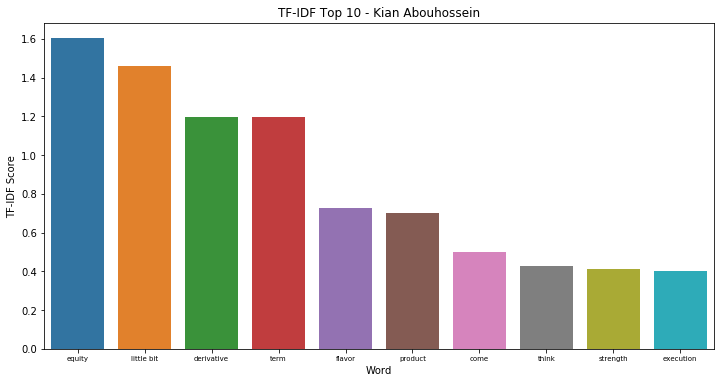 TF-IDF Top 10 - Kian Abouhossein
TF-IDF Score
1.6
1.4
1.2
1.0
0.8
0.6
0.4
0.2
0.0
equity little bit derivative term flavor product come think strength execution
Word